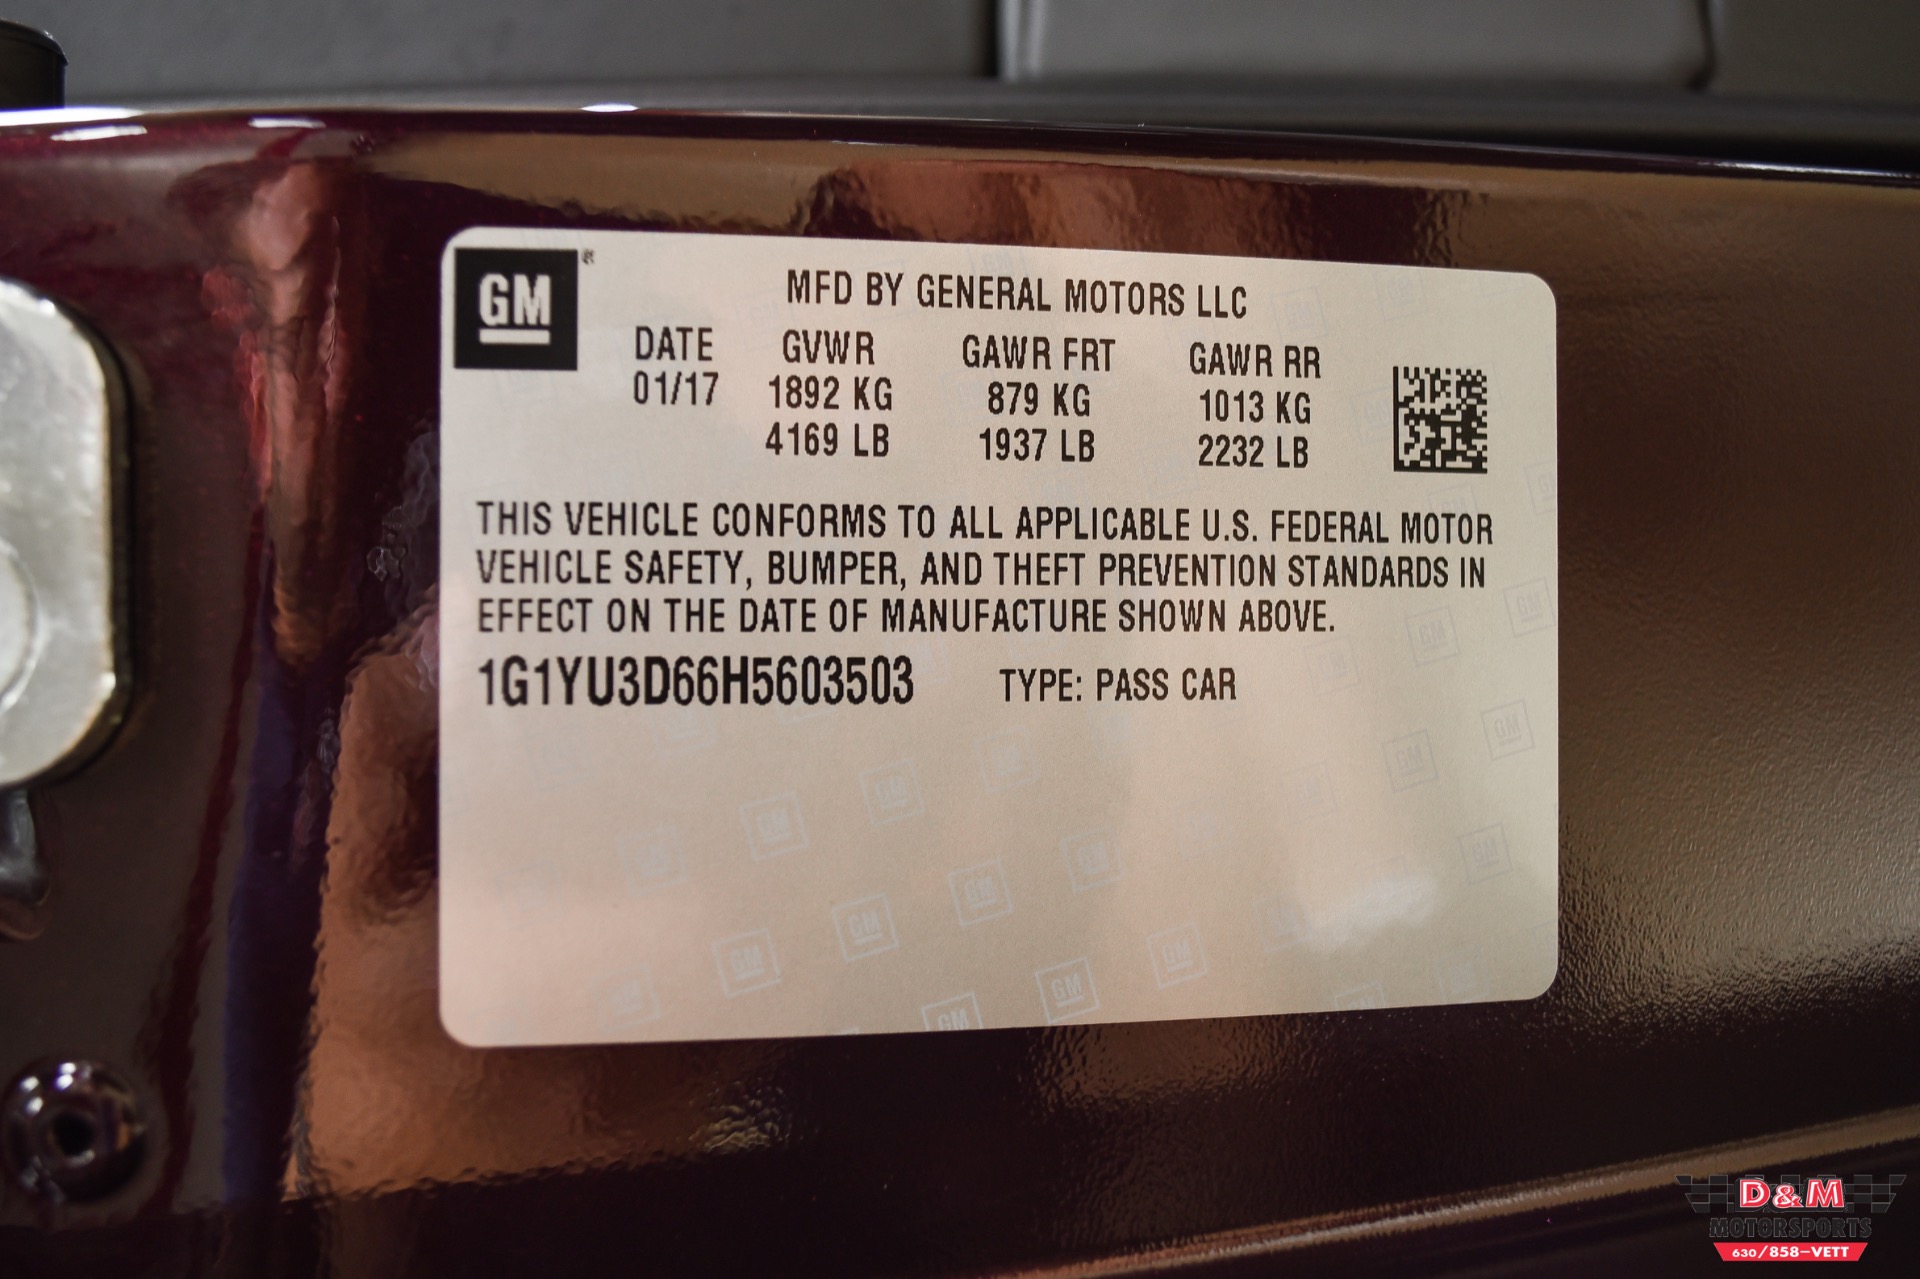 GM®
MFD BY GENERAL MOTORS LLC
DATE GVWR GAWR FRT GAWR RR
01/17 1892 KG 879 KG 1013 KG
4169 LB 1937 LB 2232 LB
THIS VEHICLE CONFORMS TO ALL APPLICABLE U.S. FEDERAL MOTOR
VEHICLE SAFETY, BUMPER, AND THEFT PREVENTION STANDARDS IN
EFFECT ON THE DATE OF MANUFACTURE SHOWN ABOVE.
1G1YU3D66H5603503 TYPE: PASS CAR
D&M
MOTORSPORTS
630/858-VETT